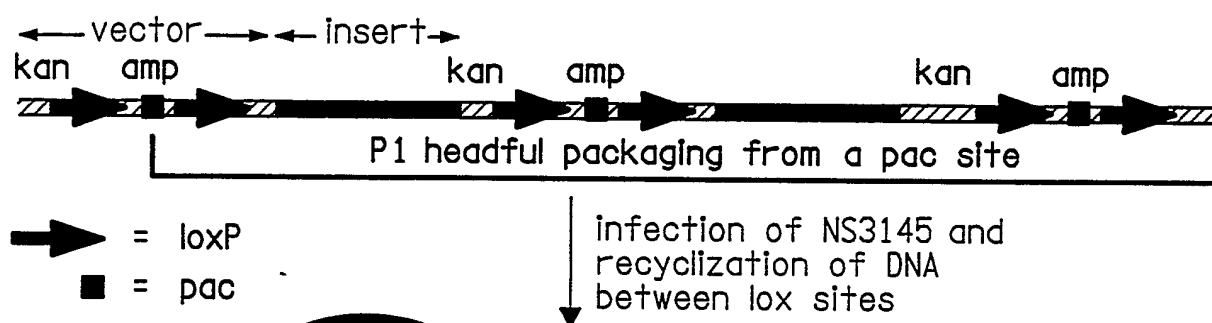 vector insert
kan amp kan amp kan amp
P1 headful packaging from a pac site
infection of NS3145 and
recyclization of DNA
between lox sites
= loxP
= pac